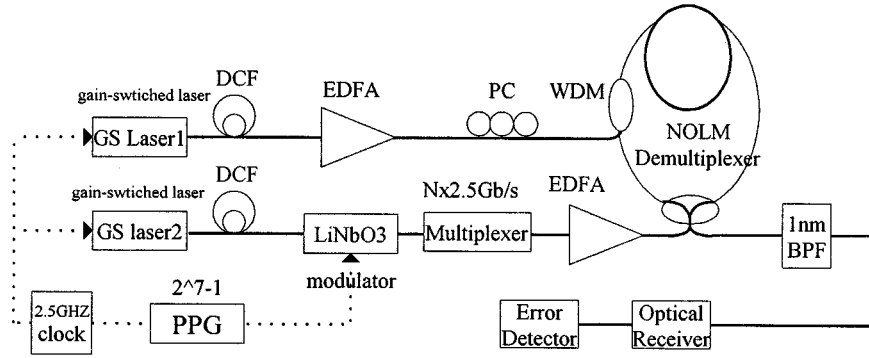 DCF
gain-swtiched laser
EDFA
PC
WDM
GS Laser1
NOLM
Demultiplexer
DCF
gain-swtiched laser
Nx2.5Gb/s
EDFA
GS laser2
LiNbO3
Multiplexer
1nm
BPF
modulator
2^7-1
2.5GHZ
clock
PPG
Error
Detector
Optical
Receiver